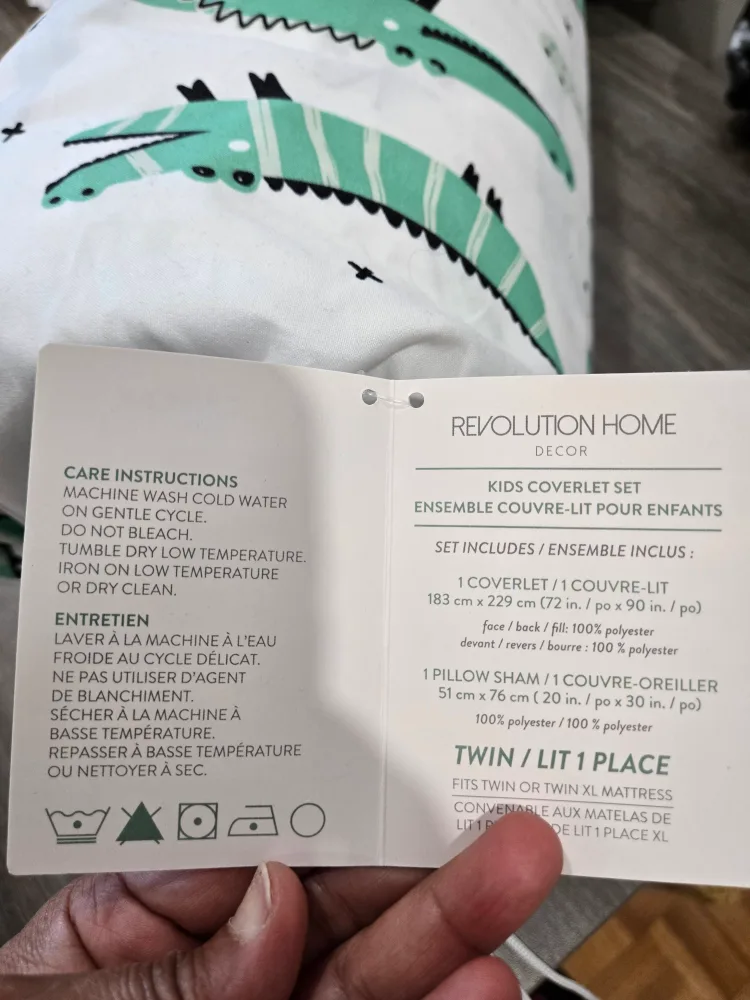 CARE INSTRUCTIONS
MACHINE WASH COLD WATER
ON GENTLE CYCLE.
DO NOT BLEACH.
TUMBLE DRY LOW TEMPERATURE.
IRON ON LOW TEMPERATURE
OR DRY CLEAN.
ENTRETIEN
LAVER À LA MACHINE À L'EAU
FROIDE AU CYCLE DÉLICAT.
NE PAS UTILISER D'AGENT
DE BLANCHIMENT.
SÉCHER À LA MACHINE À
BASSE TEMPÉRATURE.
REPASSER À BASSE TEMPÉRATURE
OU NETTOYER À SEC.
REVOLUTION HOME
DECOR
KIDS COVERLET SET
ENSEMBLE COUVRE-LIT POUR ENFANTS
SET INCLUDES / ENSEMBLE INCLUS :
1 COVERLET / 1 COUVRE-LIT
183 cm x 229 cm (72 in. / po x 90 in. / po)
face / back / fill: 100% polyester
devant / revers / bourre : 100 % polyester
1 PILLOW SHAM / 1 COUVRE-OREILLER
51 cm x 76 cm ( 20 in. / po x 30 in. / po)
100% polyester / 100 % polyester
TWIN / LIT 1 PLACE
FITS TWIN OR TWIN XL MATTRESS
CONVENABLE AUX MATELAS DE
LIT 1 DE LIT 1 PLACE XL